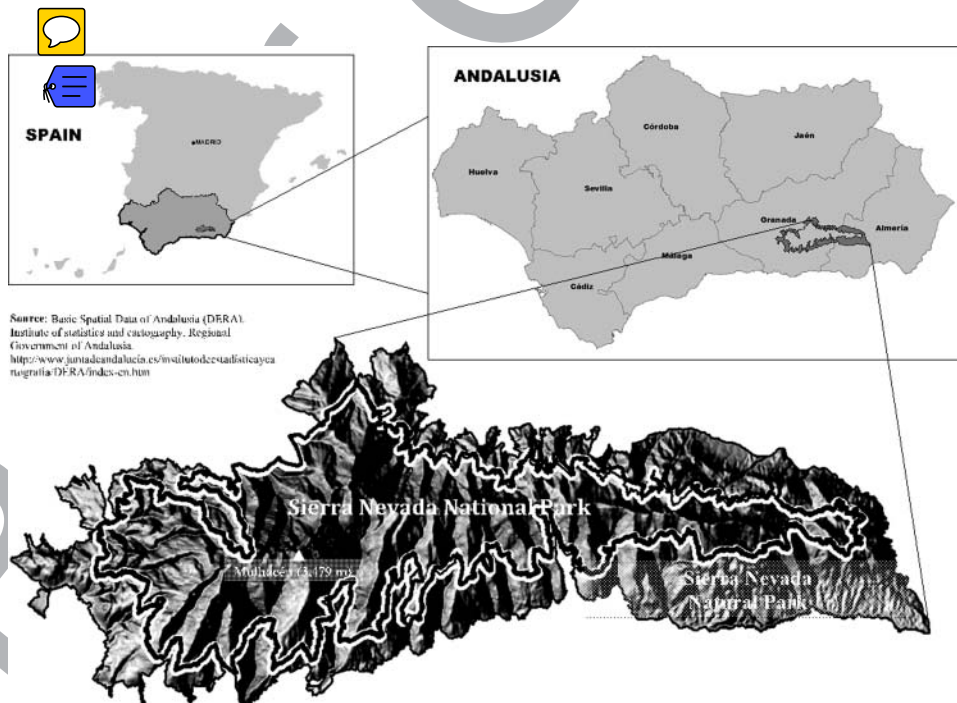 SPAIN
MADRID
ANDALUSIA
Córdoba
Jaén
Huelva
Sevilla
Granada
Almería
Málaga
Cádiz
Source: Basic Spatial Data of Andalusia (DERA).
Institute of statistics and cartography. Regional
Government of Andalusia.
http://www.juntadeandalucia.es/institutodeestadisticayca
rtografia/DERA/index-en.htm
Sierra Nevada National Park
Mulhacén (3.479 m)
Sierra Nevada
Natural Park